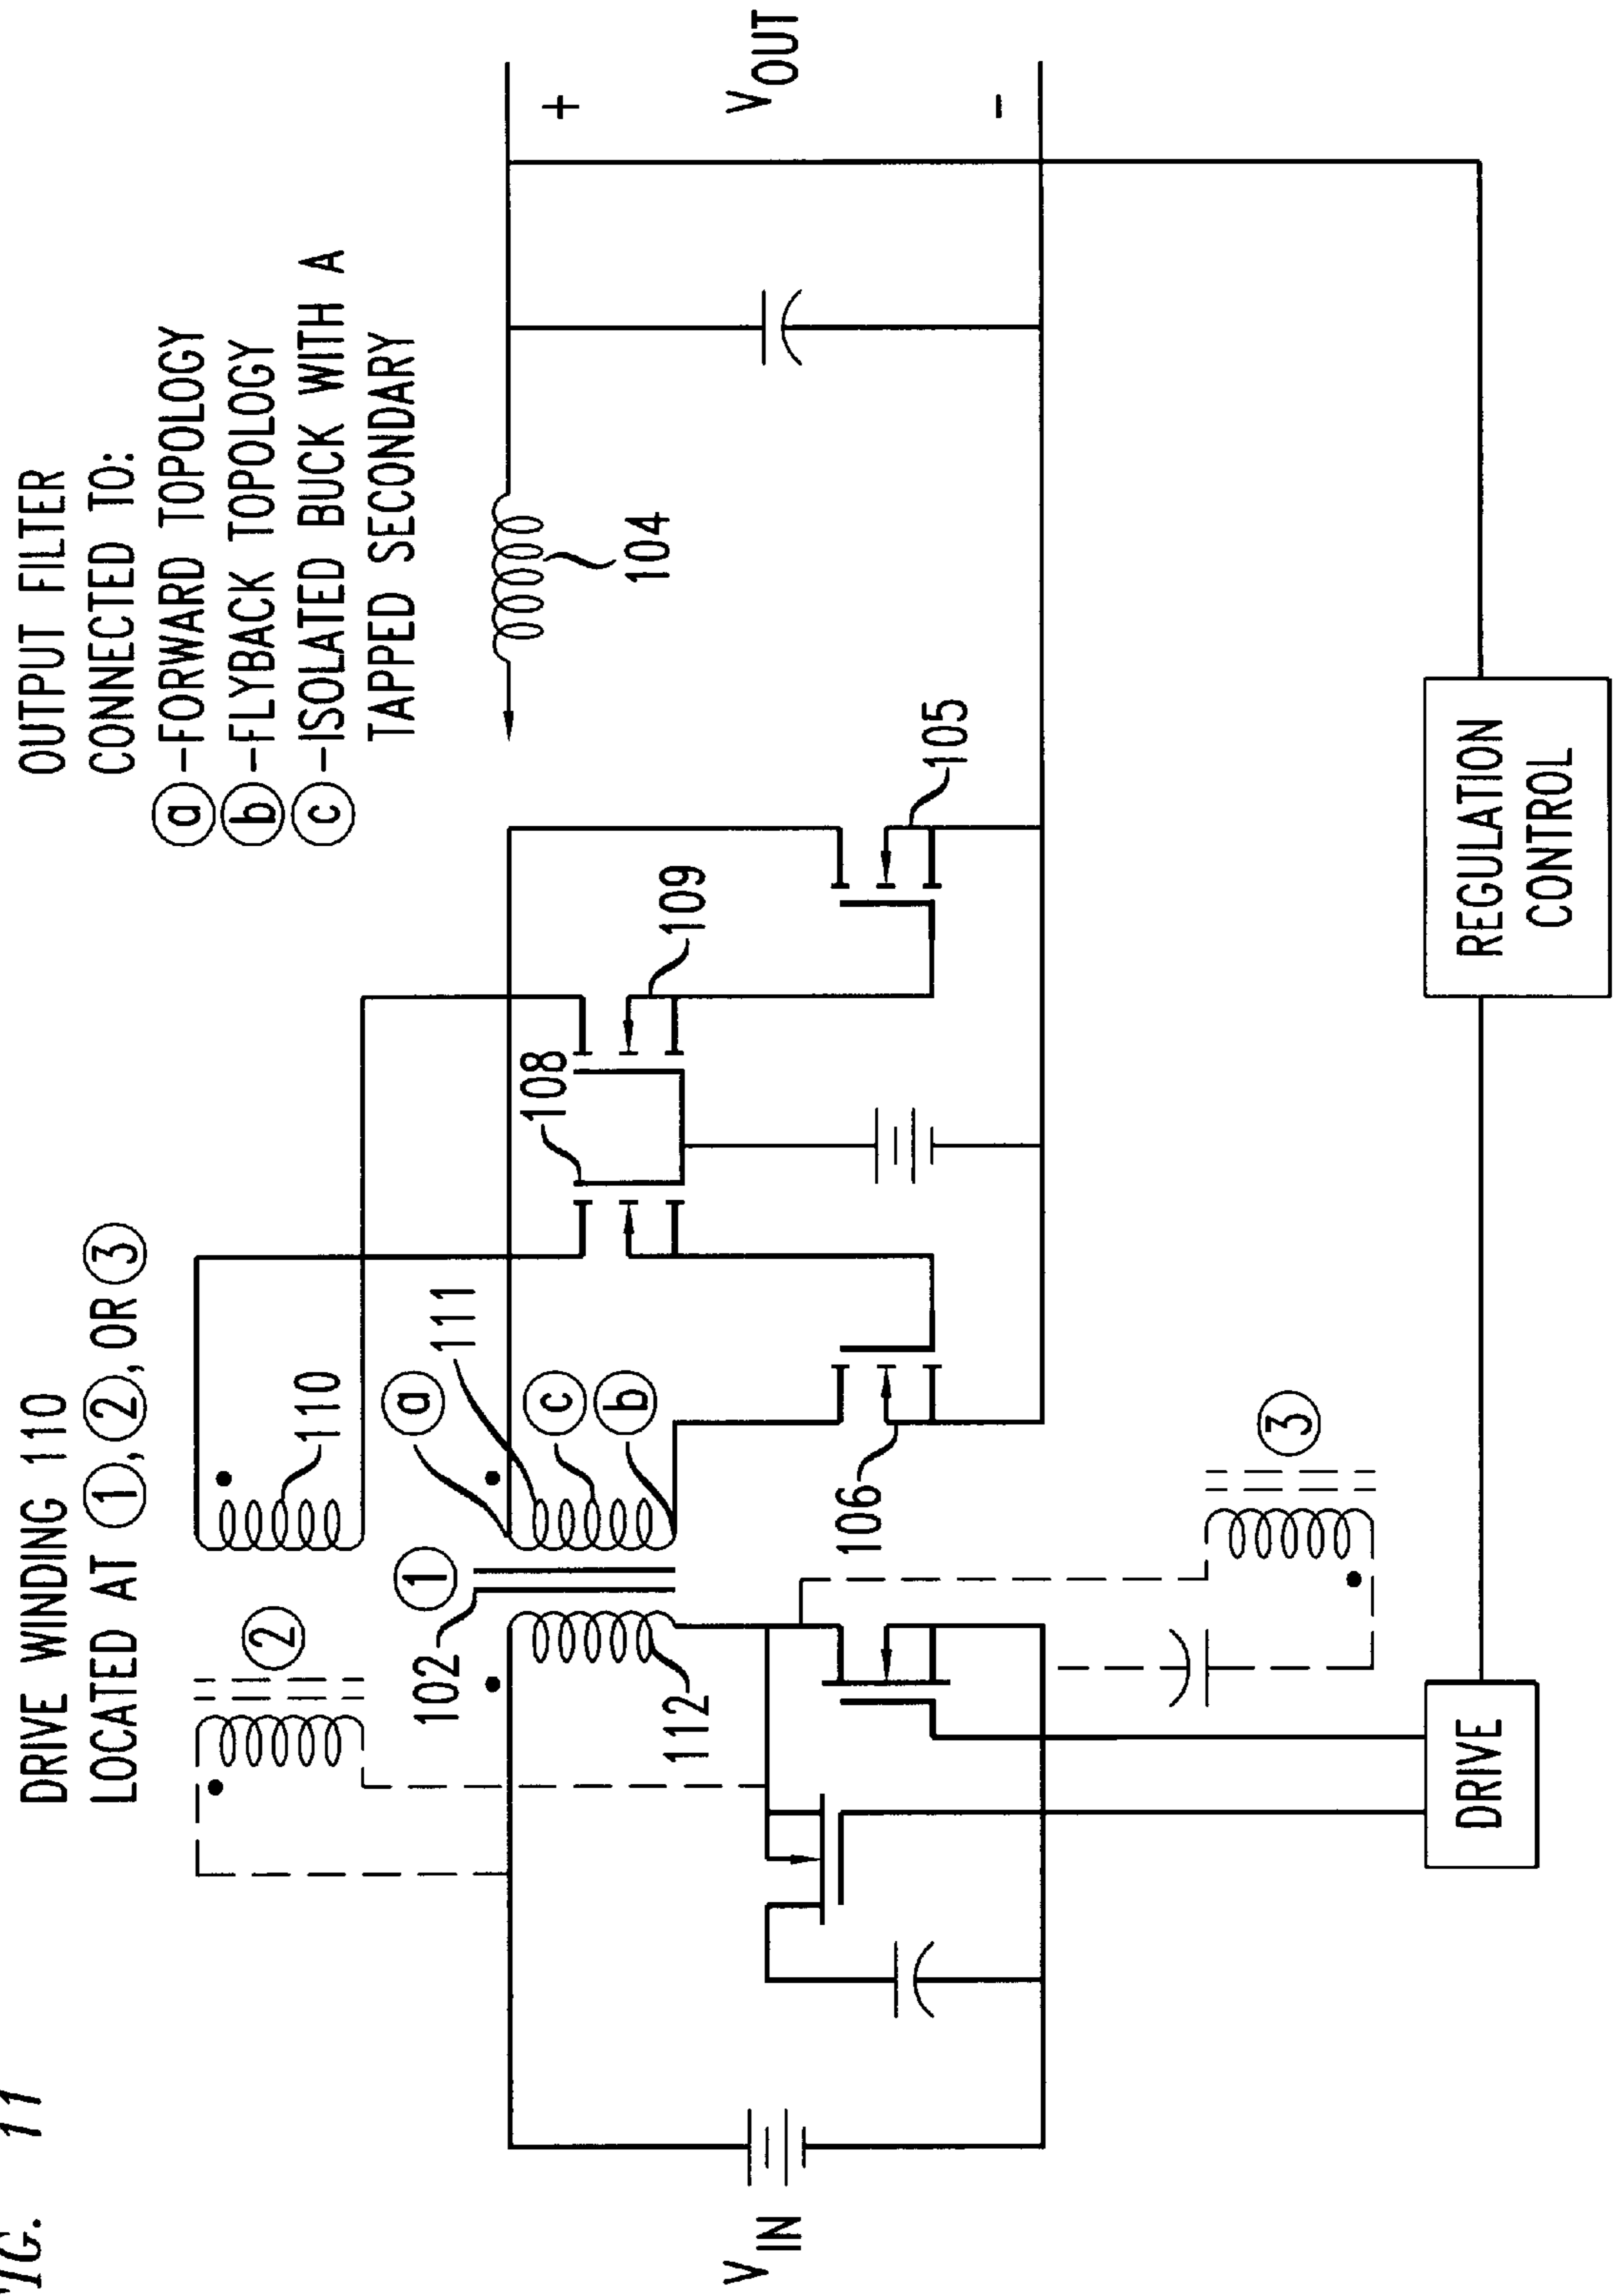 FIG. 11
DRIVE WINDING 110
LOCATED AT 1, 2, OR 3
OUTPUT FILTER
CONNECTED TO:
a -FORWARD TOPOLOGY
b -FLYBACK TOPOLOGY
c -ISOLATED BUCK WITH A
TAPPED SECONDARY
2
110
1
102
a
111
c
b
112
108
109
104
106
105
3
+
VOUT
-
VIN
DRIVE
REGULATION
CONTROL